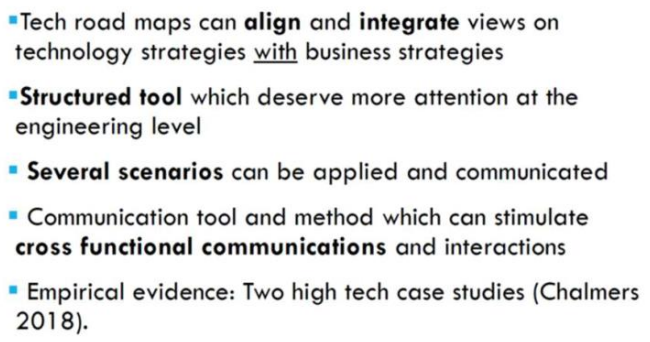 ▪Tech road maps can align and integrate views on
technology strategies with business strategies
▪Structured tool which deserve more attention at the
engineering level
▪ Several scenarios can be applied and communicated
▪ Communication tool and method which can stimulate
cross functional communications and interactions
▪ Empirical evidence: Two high tech case studies (Chalmers
2018).